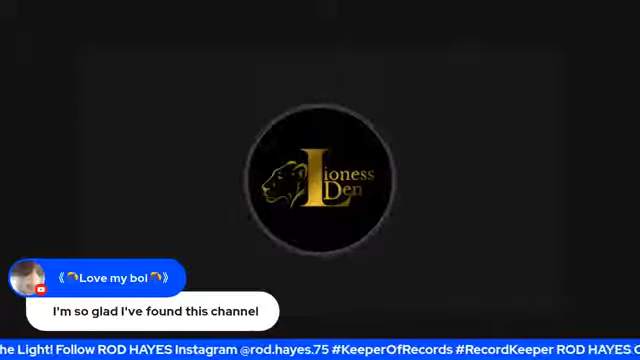 Lioness
Den
《🪂Love my boi🪂》
I'm so glad I've found this channel
he Light! Follow ROD HAYES Instagram @rod.hayes.75 #KeeperOfRecords #RecordKeeper ROD HAYES C